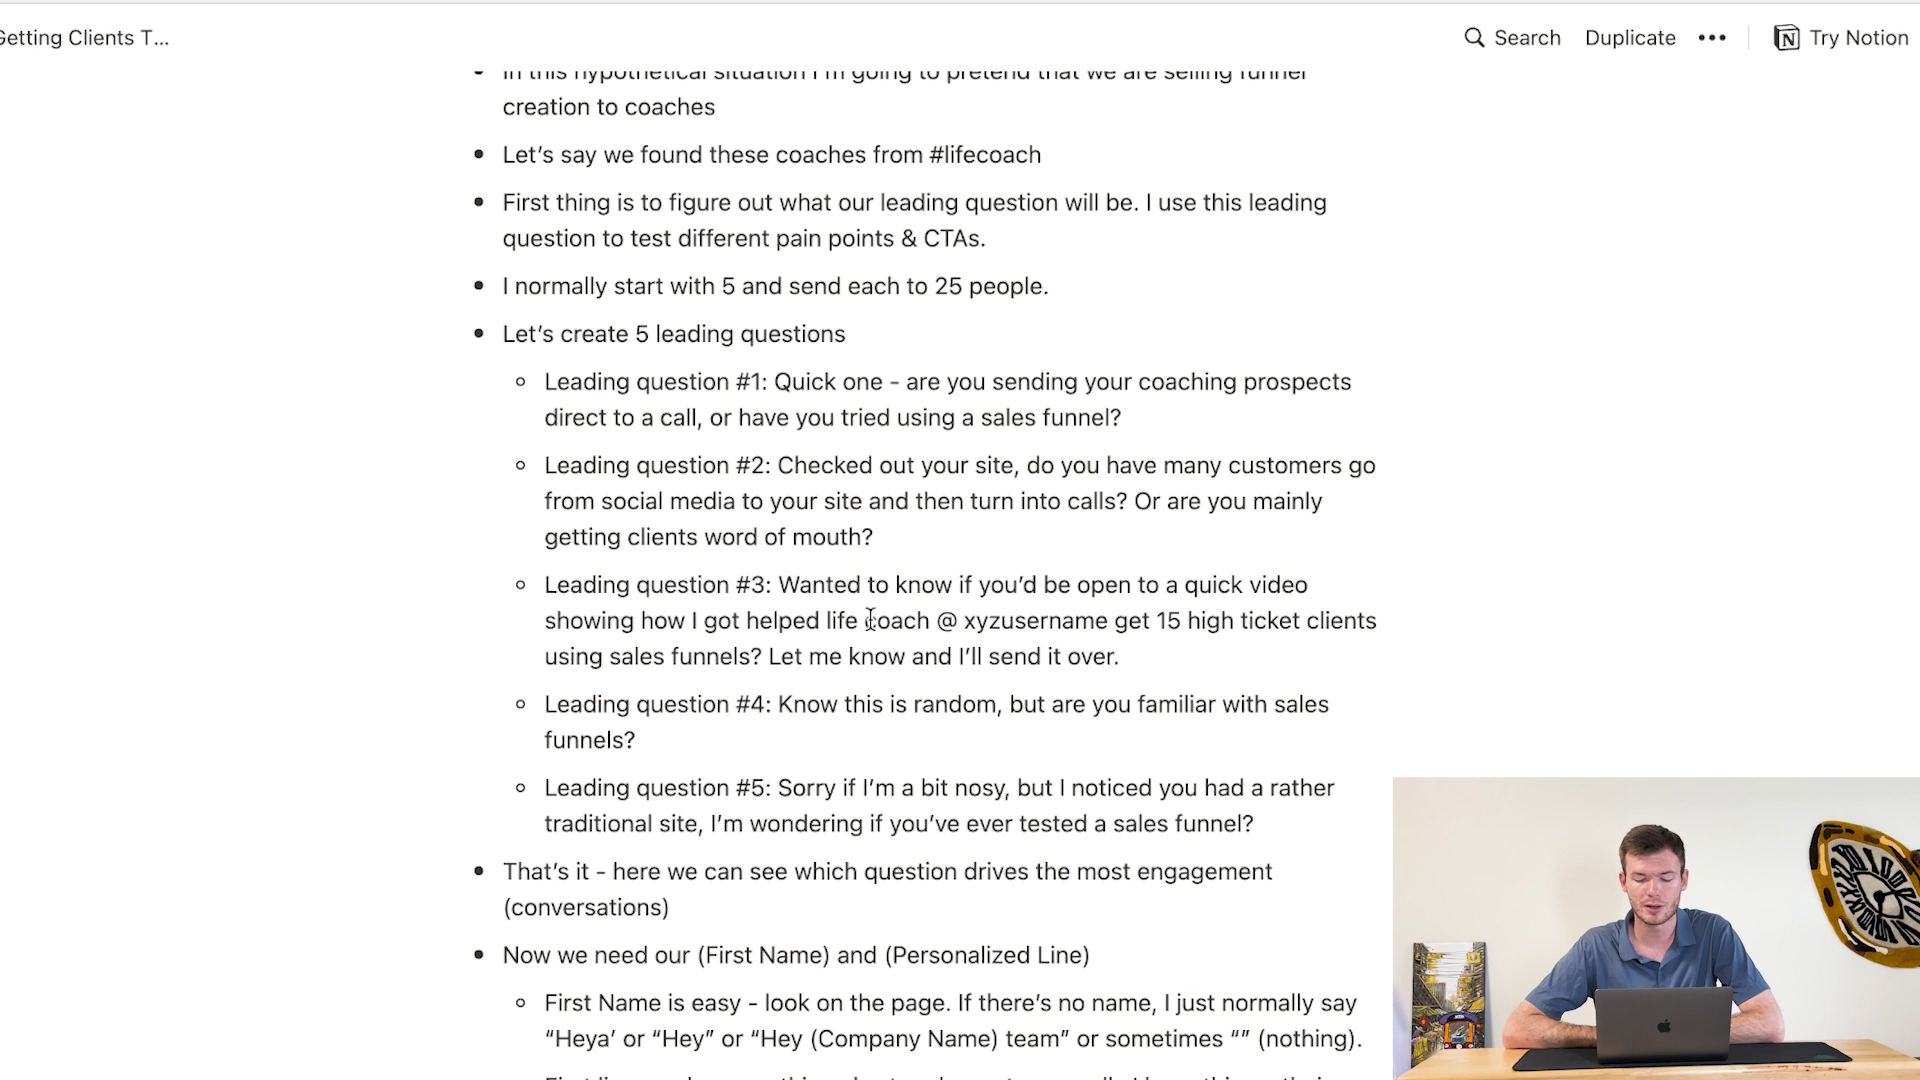 Getting Clients T...
Search Duplicate ••• Try Notion
In this hypothetical situation I'm going to pretend that we are selling funnel
creation to coaches
Let's say we found these coaches from #lifecoach
First thing is to figure out what our leading question will be. I use this leading
question to test different pain points & CTAs.
I normally start with 5 and send each to 25 people.
Let's create 5 leading questions
Leading question #1: Quick one - are you sending your coaching prospects
direct to a call, or have you tried using a sales funnel?
Leading question #2: Checked out your site, do you have many customers go
from social media to your site and then turn into calls? Or are you mainly
getting clients word of mouth?
Leading question #3: Wanted to know if you'd be open to a quick video
showing how I got helped life coach @ xyzusername get 15 high ticket clients
using sales funnels? Let me know and I'll send it over.
Leading question #4: Know this is random, but are you familiar with sales
funnels?
Leading question #5: Sorry if I'm a bit nosy, but I noticed you had a rather
traditional site, I'm wondering if you've ever tested a sales funnel?
That's it - here we can see which question drives the most engagement
(conversations)
Now we need our (First Name) and (Personalized Line)
First Name is easy - look on the page. If there's no name, I just normally say
“Heya’ or “Hey” or “Hey (Company Name) team” or sometimes “” (nothing).